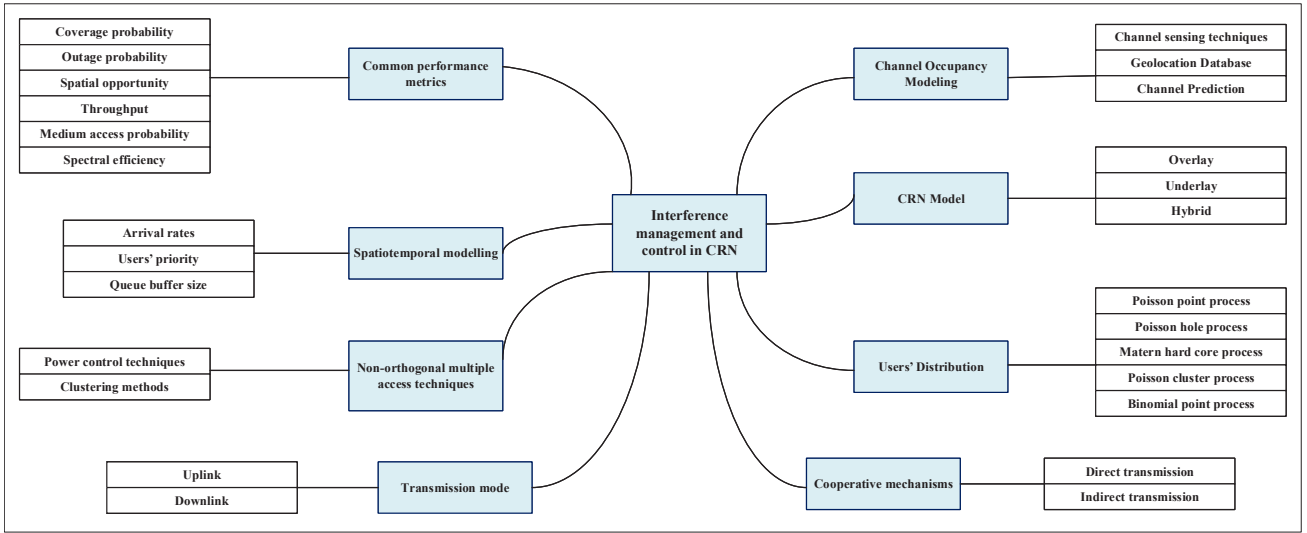 Coverage probability
Outage probability
Spatial opportunity
Throughput
Medium access probability
Spectral efficiency
Common performance
metrics
Arrival rates
Users’ priority
Queue buffer size
Spatiotemporal modelling
Power control techniques
Clustering methods
Non-orthogonal multiple
access techniques
Uplink
Downlink
Transmission mode
Interference
management and
control in CRN
Channel Occupancy
Modeling
Channel sensing techniques
Geolocation Database
Channel Prediction
CRN Model
Overlay
Underlay
Hybrid
Users’ Distribution
Poisson point process
Poisson hole process
Matern hard core process
Poisson cluster process
Binomial point process
Cooperative mechanisms
Direct transmission
Indirect transmission